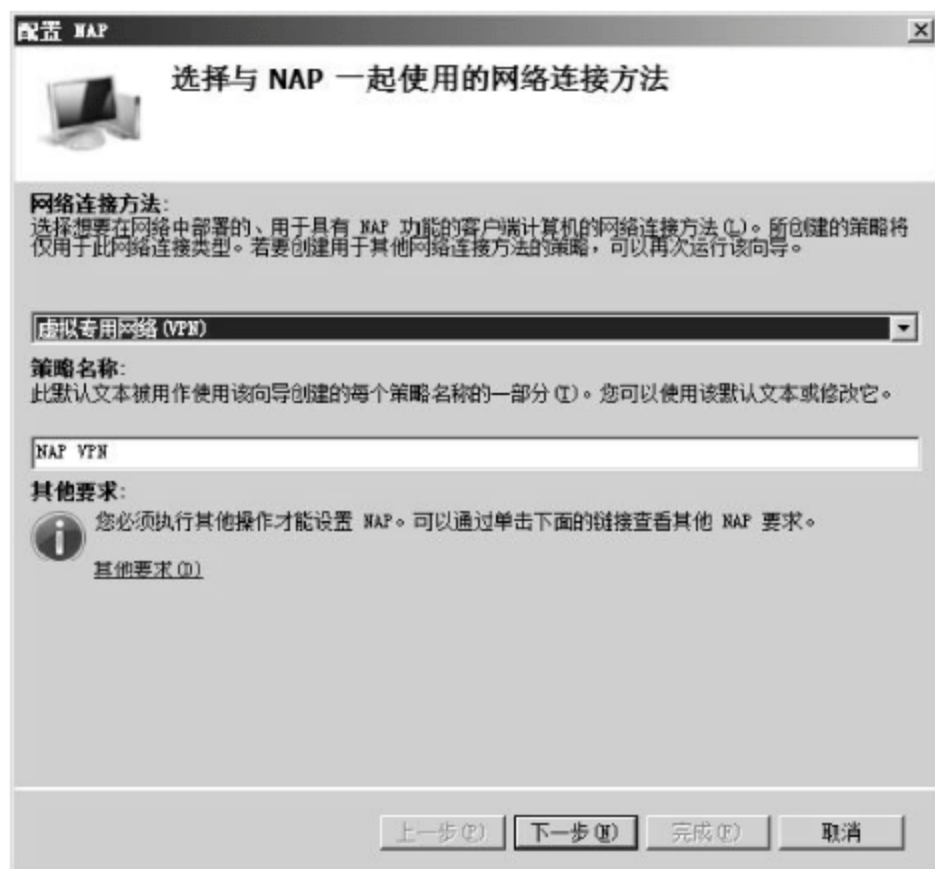 配置 NAP
选择与 NAP 一起使用的网络连接方法
网络连接方法:
选择想要在网络中部署的、用于具有 NAP 功能的客户端计算机的网络连接方法(L)。所创建的策略将
仅用于此网络连接类型。若要创建用于其他网络连接方法的策略，可以再次运行该向导。
虚拟专用网络(VPN)
策略名称:
此默认文本被用作使用该向导创建的每个策略名称的一部分(T)。您可以使用该默认文本或修改它。
NAP VPN
其他要求:
您必须执行其他操作才能设置 NAP。可以通过单击下面的链接查看其他 NAP 要求。
其他要求(D)
上一步(P) 下一步(N) 完成(F) 取消